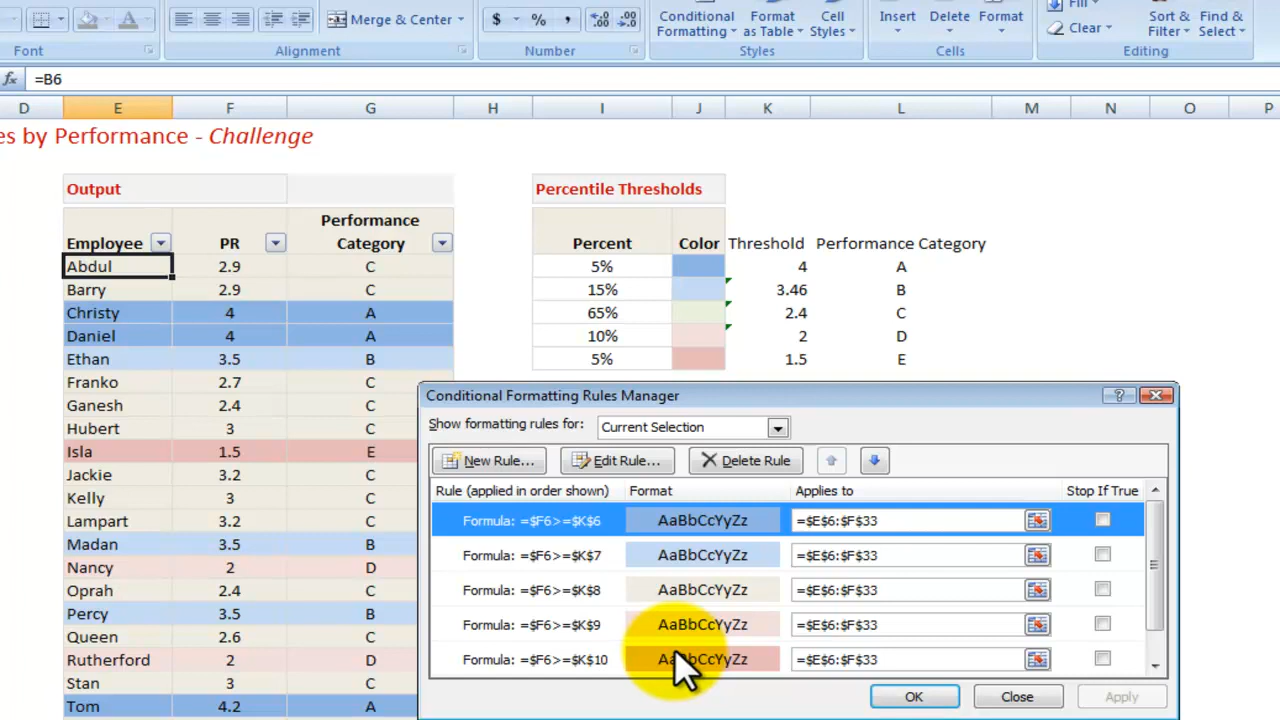 Merge & Center
$ % ,
Conditional Formatting
Format as Table
Cell Styles
Insert
Delete
Format
Fill
Clear
Sort & Filter
Find & Select
Font
Alignment
Number
Styles
Cells
Editing
fx =B6
D E F G H I J K L M N O P
es by Performance - Challenge
Output
Percentile Thresholds
Employee PR Performance Category
Percent Color Threshold Performance Category
Abdul 2.9 C 5% 4 A
Barry 2.9 C 15% 3.46 B
Christy 4 A 65% 2.4 C
Daniel 4 A 10% 2 D
Ethan 3.5 B 5% 1.5 E
Franko 2.7 C
Ganesh 2.4 C
Hubert 3 C
Isla 1.5 E
Jackie 3.2 C
Kelly 3 C
Lampart 3.2 C
Madan 3.5 B
Nancy 2 D
Oprah 2.4 C
Percy 3.5 B
Queen 2.6 C
Rutherford 2 D
Stan 3 C
Tom 4.2 A
Conditional Formatting Rules Manager
Show formatting rules for: Current Selection
New Rule... Edit Rule... Delete Rule
Rule (applied in order shown) Format Applies to Stop If True
Formula: =$F6>=$K$6 AaBbCcYyZz =$E$6:$F$33
Formula: =$F6>=$K$7 AaBbCcYyZz =$E$6:$F$33
Formula: =$F6>=$K$8 AaBbCcYyZz =$E$6:$F$33
Formula: =$F6>=$K$9 AaBbCcYyZz =$E$6:$F$33
Formula: =$F6>=$K$10 AaBbCcYyZz =$E$6:$F$33
OK Close Apply